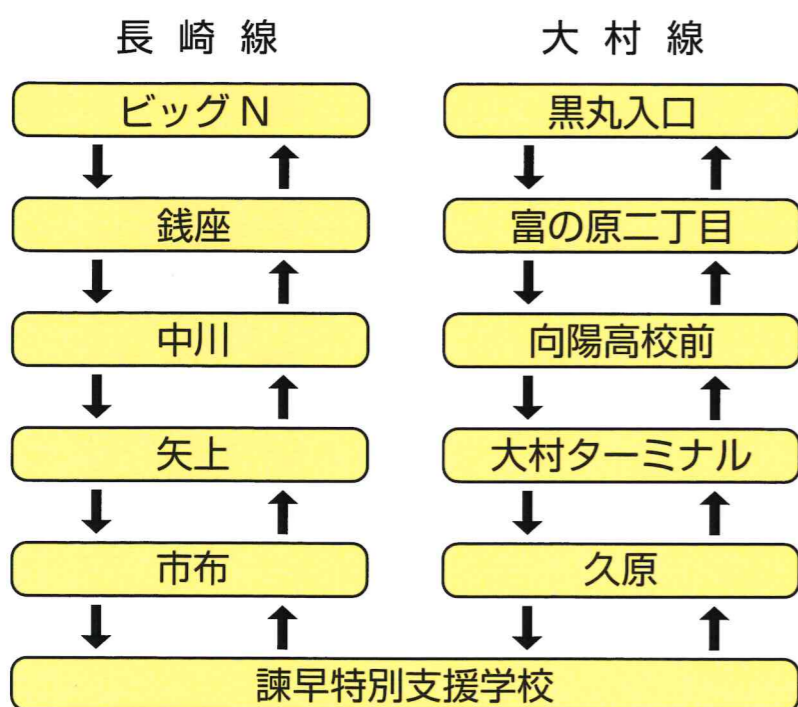 長崎線
ビッグN
銭座
中川
矢上
市布
大村線
黒丸入口
富の原二丁目
向陽高校前
大村ターミナル
久原
諫早特別支援学校